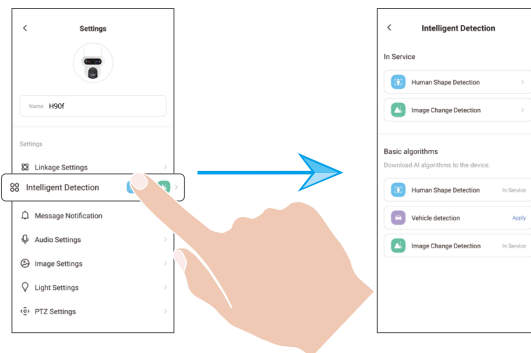 Settings
Name H90f
Settings
Linkage Settings
Intelligent Detection
Message Notification
Audio Settings
Image Settings
Light Settings
PTZ Settings
Intelligent Detection
In Service
Human Shape Detection
Image Change Detection
Basic algorithms
Download AI algorithms to the device.
Human Shape Detection In Service
Vehicle detection Apply
Image Change Detection In Service